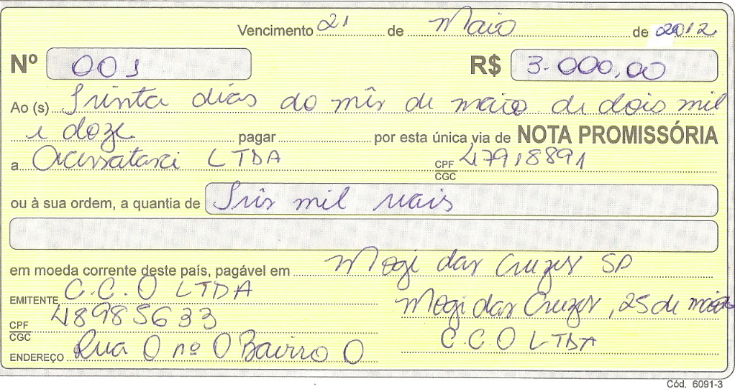 Vencimento 21 de Maio de 2012
Nº 001 R$ 3.000,00
Ao (s) Trinta dias do mês de maio de dois mil
e doze pagar por esta única via de NOTA PROMISSÓRIA
a LTDA CPF CGC 47918891
ou à sua ordem, a quantia de Três mil reais
em moeda corrente deste país, pagável em Mogi das Cruzes SP
EMITENTE C.C.O LTDA Mogi das Cruzes, 25 de maio
CPF CGC 48985633 C.C.O LTDA
ENDEREÇO Rua O nº O Bairro O
Cód. 6091-3